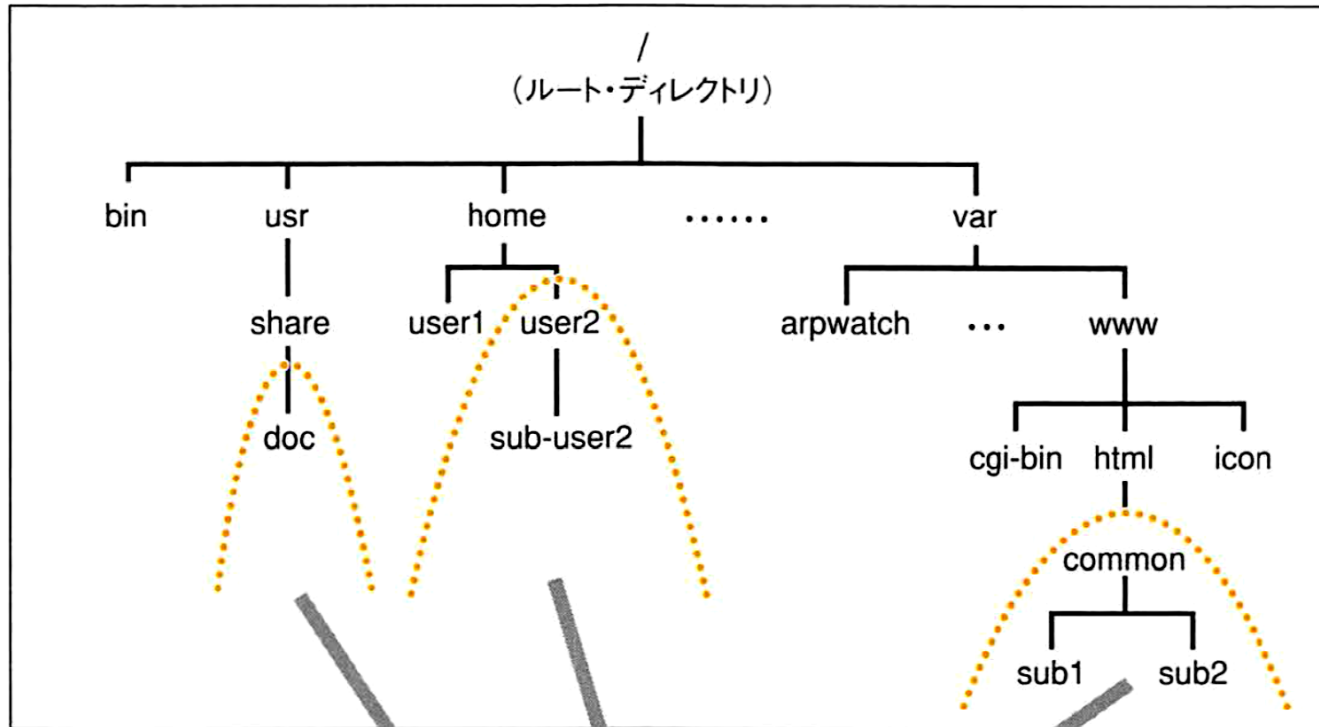 /
(ルート・ディレクトリ)
bin usr home ‥‥‥ var
share user1 user2 arpwatch … www
doc sub-user2 cgi-bin html icon
common
sub1 sub2